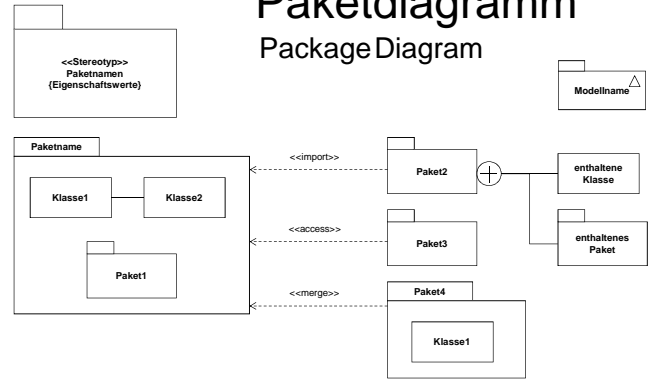 Paketdiagramm
Package Diagram
<<Stereotyp>>
Paketnamen
{Eigenschaftswerte}
Modellname
Paketname
Klasse1
Klasse2
Paket1
<<import>>
Paket2
enthaltene
Klasse
<<access>>
Paket3
enthaltenes
Paket
<<merge>>
Paket4
Klasse1